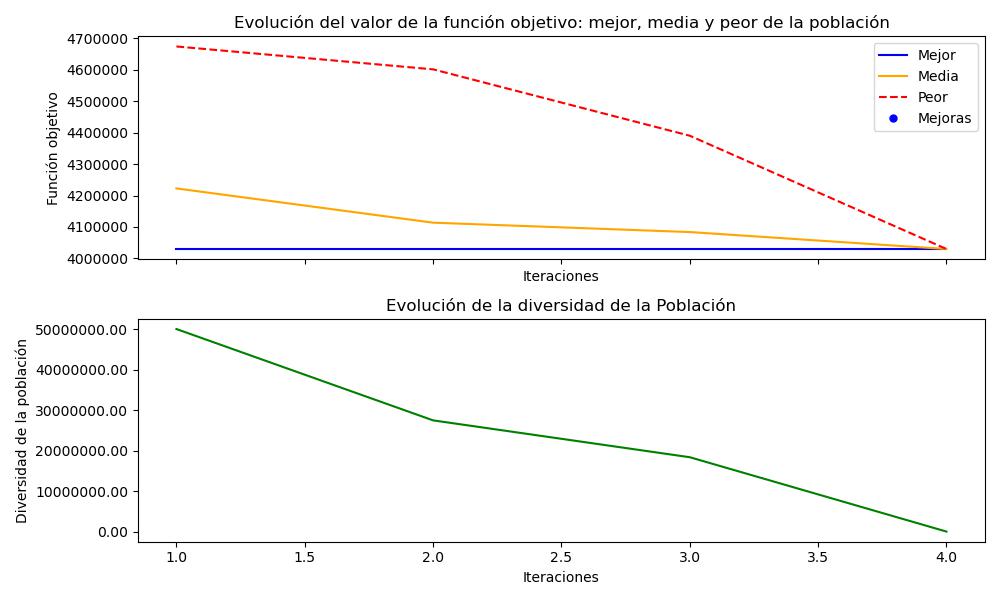 Evolución del valor de la función objetivo: mejor, media y peor de la población
4700000
4600000
4500000
4400000
4300000
4200000
4100000
4000000
Función objetivo
Mejor
Media
Peor
Mejoras
Iteraciones
Evolución de la diversidad de la Población
50000000.00
40000000.00
30000000.00
20000000.00
10000000.00
0.00
Diversidad de la población
1.0 1.5 2.0 2.5 3.0 3.5 4.0
Iteraciones